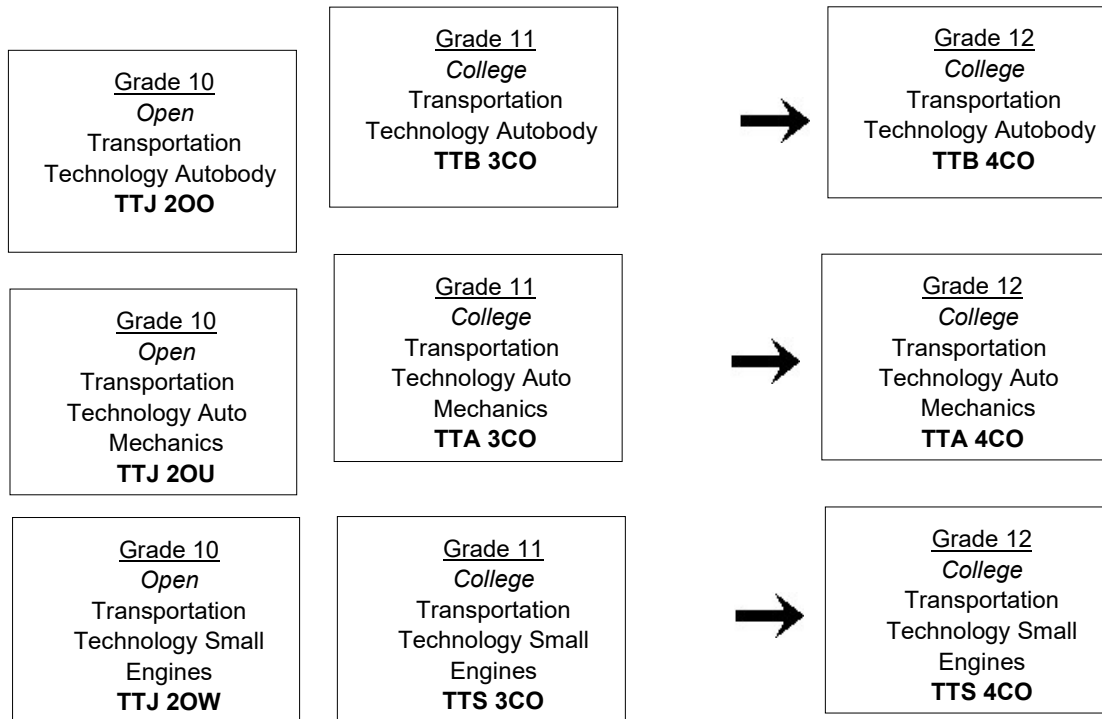 Grade 10
Open
Transportation
Technology Autobody
TTJ 2OO
Grade 11
College
Transportation
Technology Autobody
TTB 3CO
Grade 12
College
Transportation
Technology Autobody
TTB 4CO
Grade 10
Open
Transportation
Technology Auto
Mechanics
TTJ 2OU
Grade 11
College
Transportation
Technology Auto
Mechanics
TTA 3CO
Grade 12
College
Transportation
Technology Auto
Mechanics
TTA 4CO
Grade 10
Open
Transportation
Technology Small
Engines
TTJ 2OW
Grade 11
College
Transportation
Technology Small
Engines
TTS 3CO
Grade 12
College
Transportation
Technology Small
Engines
TTS 4CO